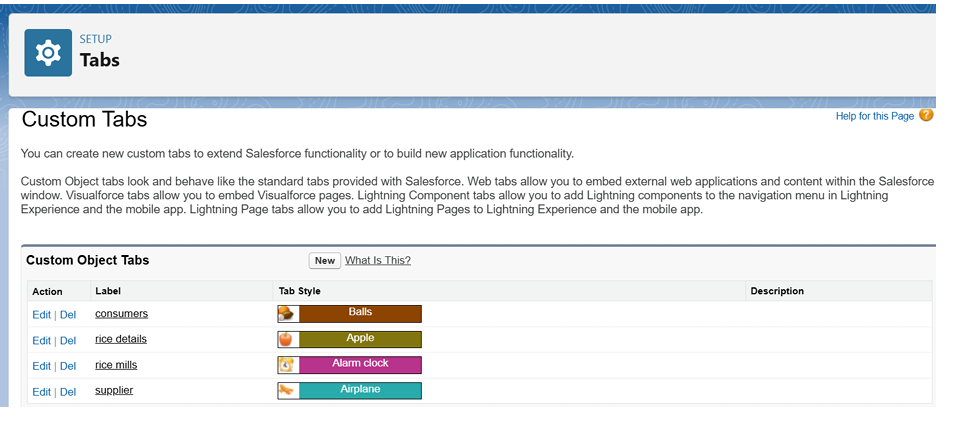 SETUP
Tabs
Custom Tabs
Help for this Page ?
You can create new custom tabs to extend Salesforce functionality or to build new application functionality.
Custom Object tabs look and behave like the standard tabs provided with Salesforce. Web tabs allow you to embed external web applications and content within the Salesforce
window. Visualforce tabs allow you to embed Visualforce pages. Lightning Component tabs allow you to add Lightning components to the navigation menu in Lightning
Experience and the mobile app. Lightning Page tabs allow you to add Lightning Pages to Lightning Experience and the mobile app.
Custom Object Tabs New What Is This?
Action Label Tab Style Description
Edit | Del consumers Balls
Edit | Del rice details Apple
Edit | Del rice mills Alarm clock
Edit | Del supplier Airplane